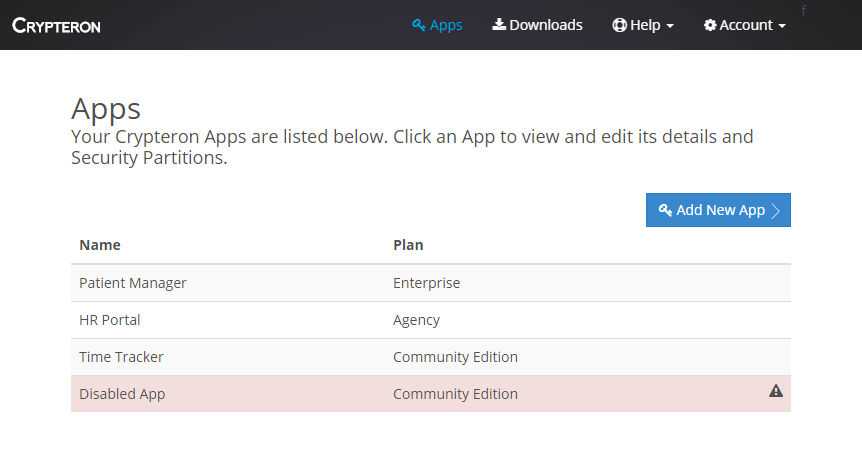 CRYPTERON
Apps Downloads Help Account f
Apps
Your Crypteron Apps are listed below. Click an App to view and edit its details and
Security Partitions.
Add New App
Name Plan
Patient Manager Enterprise
HR Portal Agency
Time Tracker Community Edition
Disabled App Community Edition